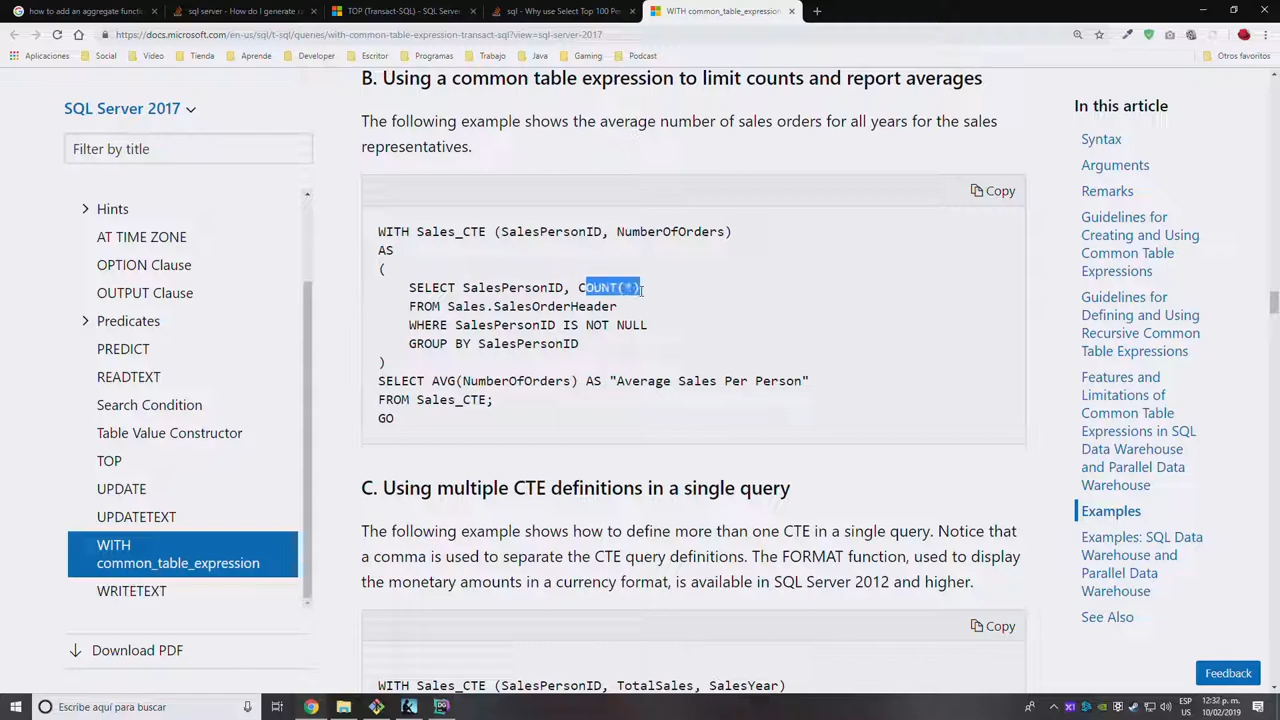 how to add an aggregate functi
sql server - How do I generate ra
TOP (Transact-SQL) - SQL Server
sql - Why use Select Top 100 Per
WITH common_table_expression
https://docs.microsoft.com/en-us/sql/t-sql/queries/with-common-table-expression-transact-sql?view=sql-server-2017
Aplicaciones
Social
Video
Tienda
Aprende
Developer
Escritor
Programas
Trabajo
Java
Gaming
Podcast
Otros favoritos
SQL Server 2017
Filter by title
Hints
AT TIME ZONE
OPTION Clause
OUTPUT Clause
Predicates
PREDICT
READTEXT
Search Condition
Table Value Constructor
TOP
UPDATE
UPDATETEXT
WITH
common_table_expression
WRITETEXT
Download PDF
B. Using a common table expression to limit counts and report averages
The following example shows the average number of sales orders for all years for the sales
representatives.
Copy
WITH Sales_CTE (SalesPersonID, NumberOfOrders)
AS
(
SELECT SalesPersonID, COUNT(*)
FROM Sales.SalesOrderHeader
WHERE SalesPersonID IS NOT NULL
GROUP BY SalesPersonID
)
SELECT AVG(NumberOfOrders) AS "Average Sales Per Person"
FROM Sales_CTE;
GO
C. Using multiple CTE definitions in a single query
The following example shows how to define more than one CTE in a single query. Notice that
a comma is used to separate the CTE query definitions. The FORMAT function, used to display
the monetary amounts in a currency format, is available in SQL Server 2012 and higher.
Copy
WITH Sales_CTE (SalesPersonID, TotalSales, SalesYear)
In this article
Syntax
Arguments
Remarks
Guidelines for
Creating and Using
Common Table
Expressions
Guidelines for
Defining and Using
Recursive Common
Table Expressions
Features and
Limitations of
Common Table
Expressions in SQL
Data Warehouse
and Parallel Data
Warehouse
Examples
Examples: SQL Data
Warehouse and
Parallel Data
Warehouse
See Also
Feedback
Escribe aquí para buscar
ESP
US
12:32 p. m.
10/02/2019